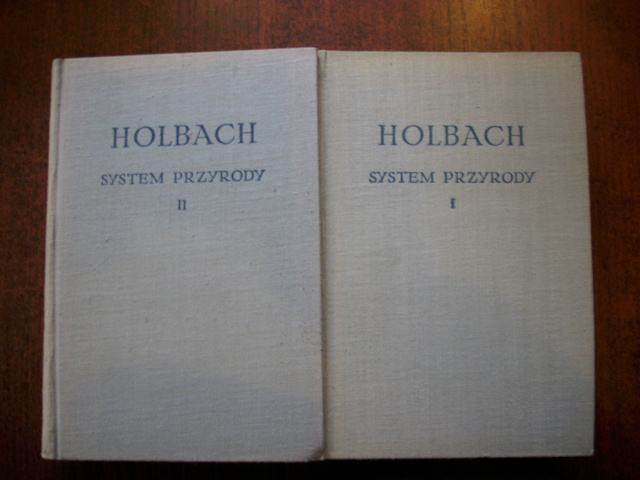 HOLBACH
SYSTEM PRZYRODY
II
HOLBACH
SYSTEM PRZYRODY
I